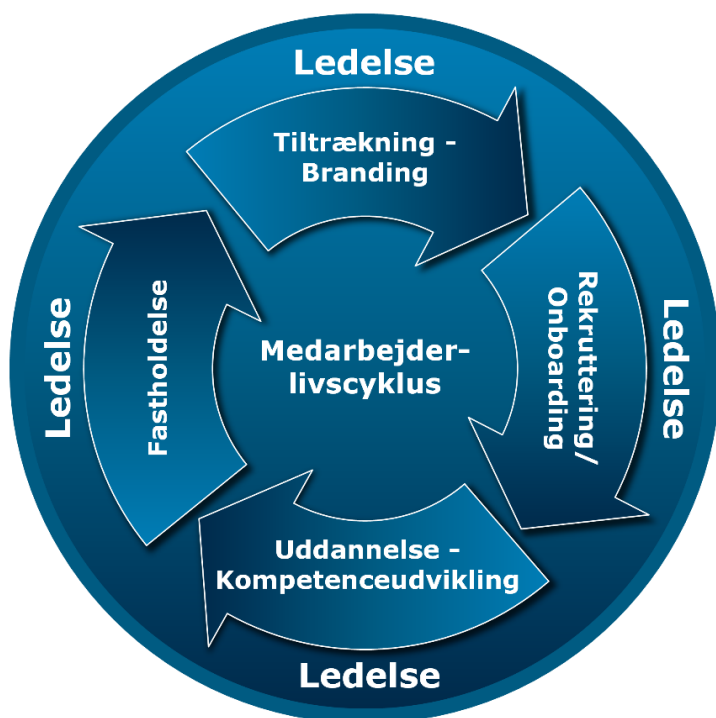 Ledelse
Tiltrækning -
Branding
Rekruttering/
Onboarding
Ledelse
Medarbejder-
livscyklus
Ledelse
Fastholdelse
Uddannelse -
Kompetenceudvikling
Ledelse